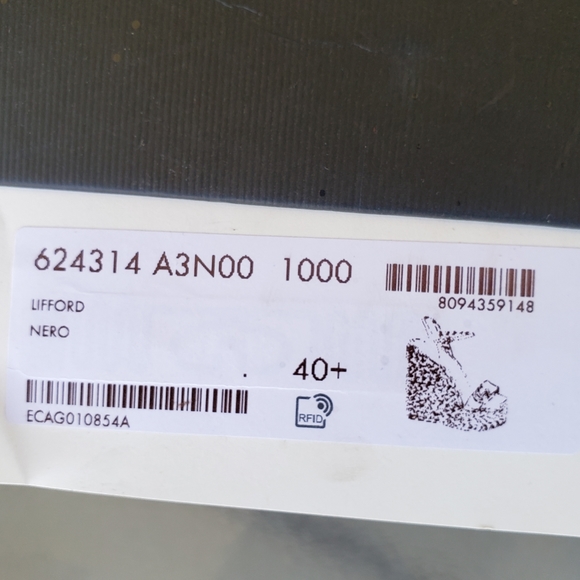 624314 A3N00 1000
8094359148
LIFFORD
NERO
40+
ECAG010854A
RFID